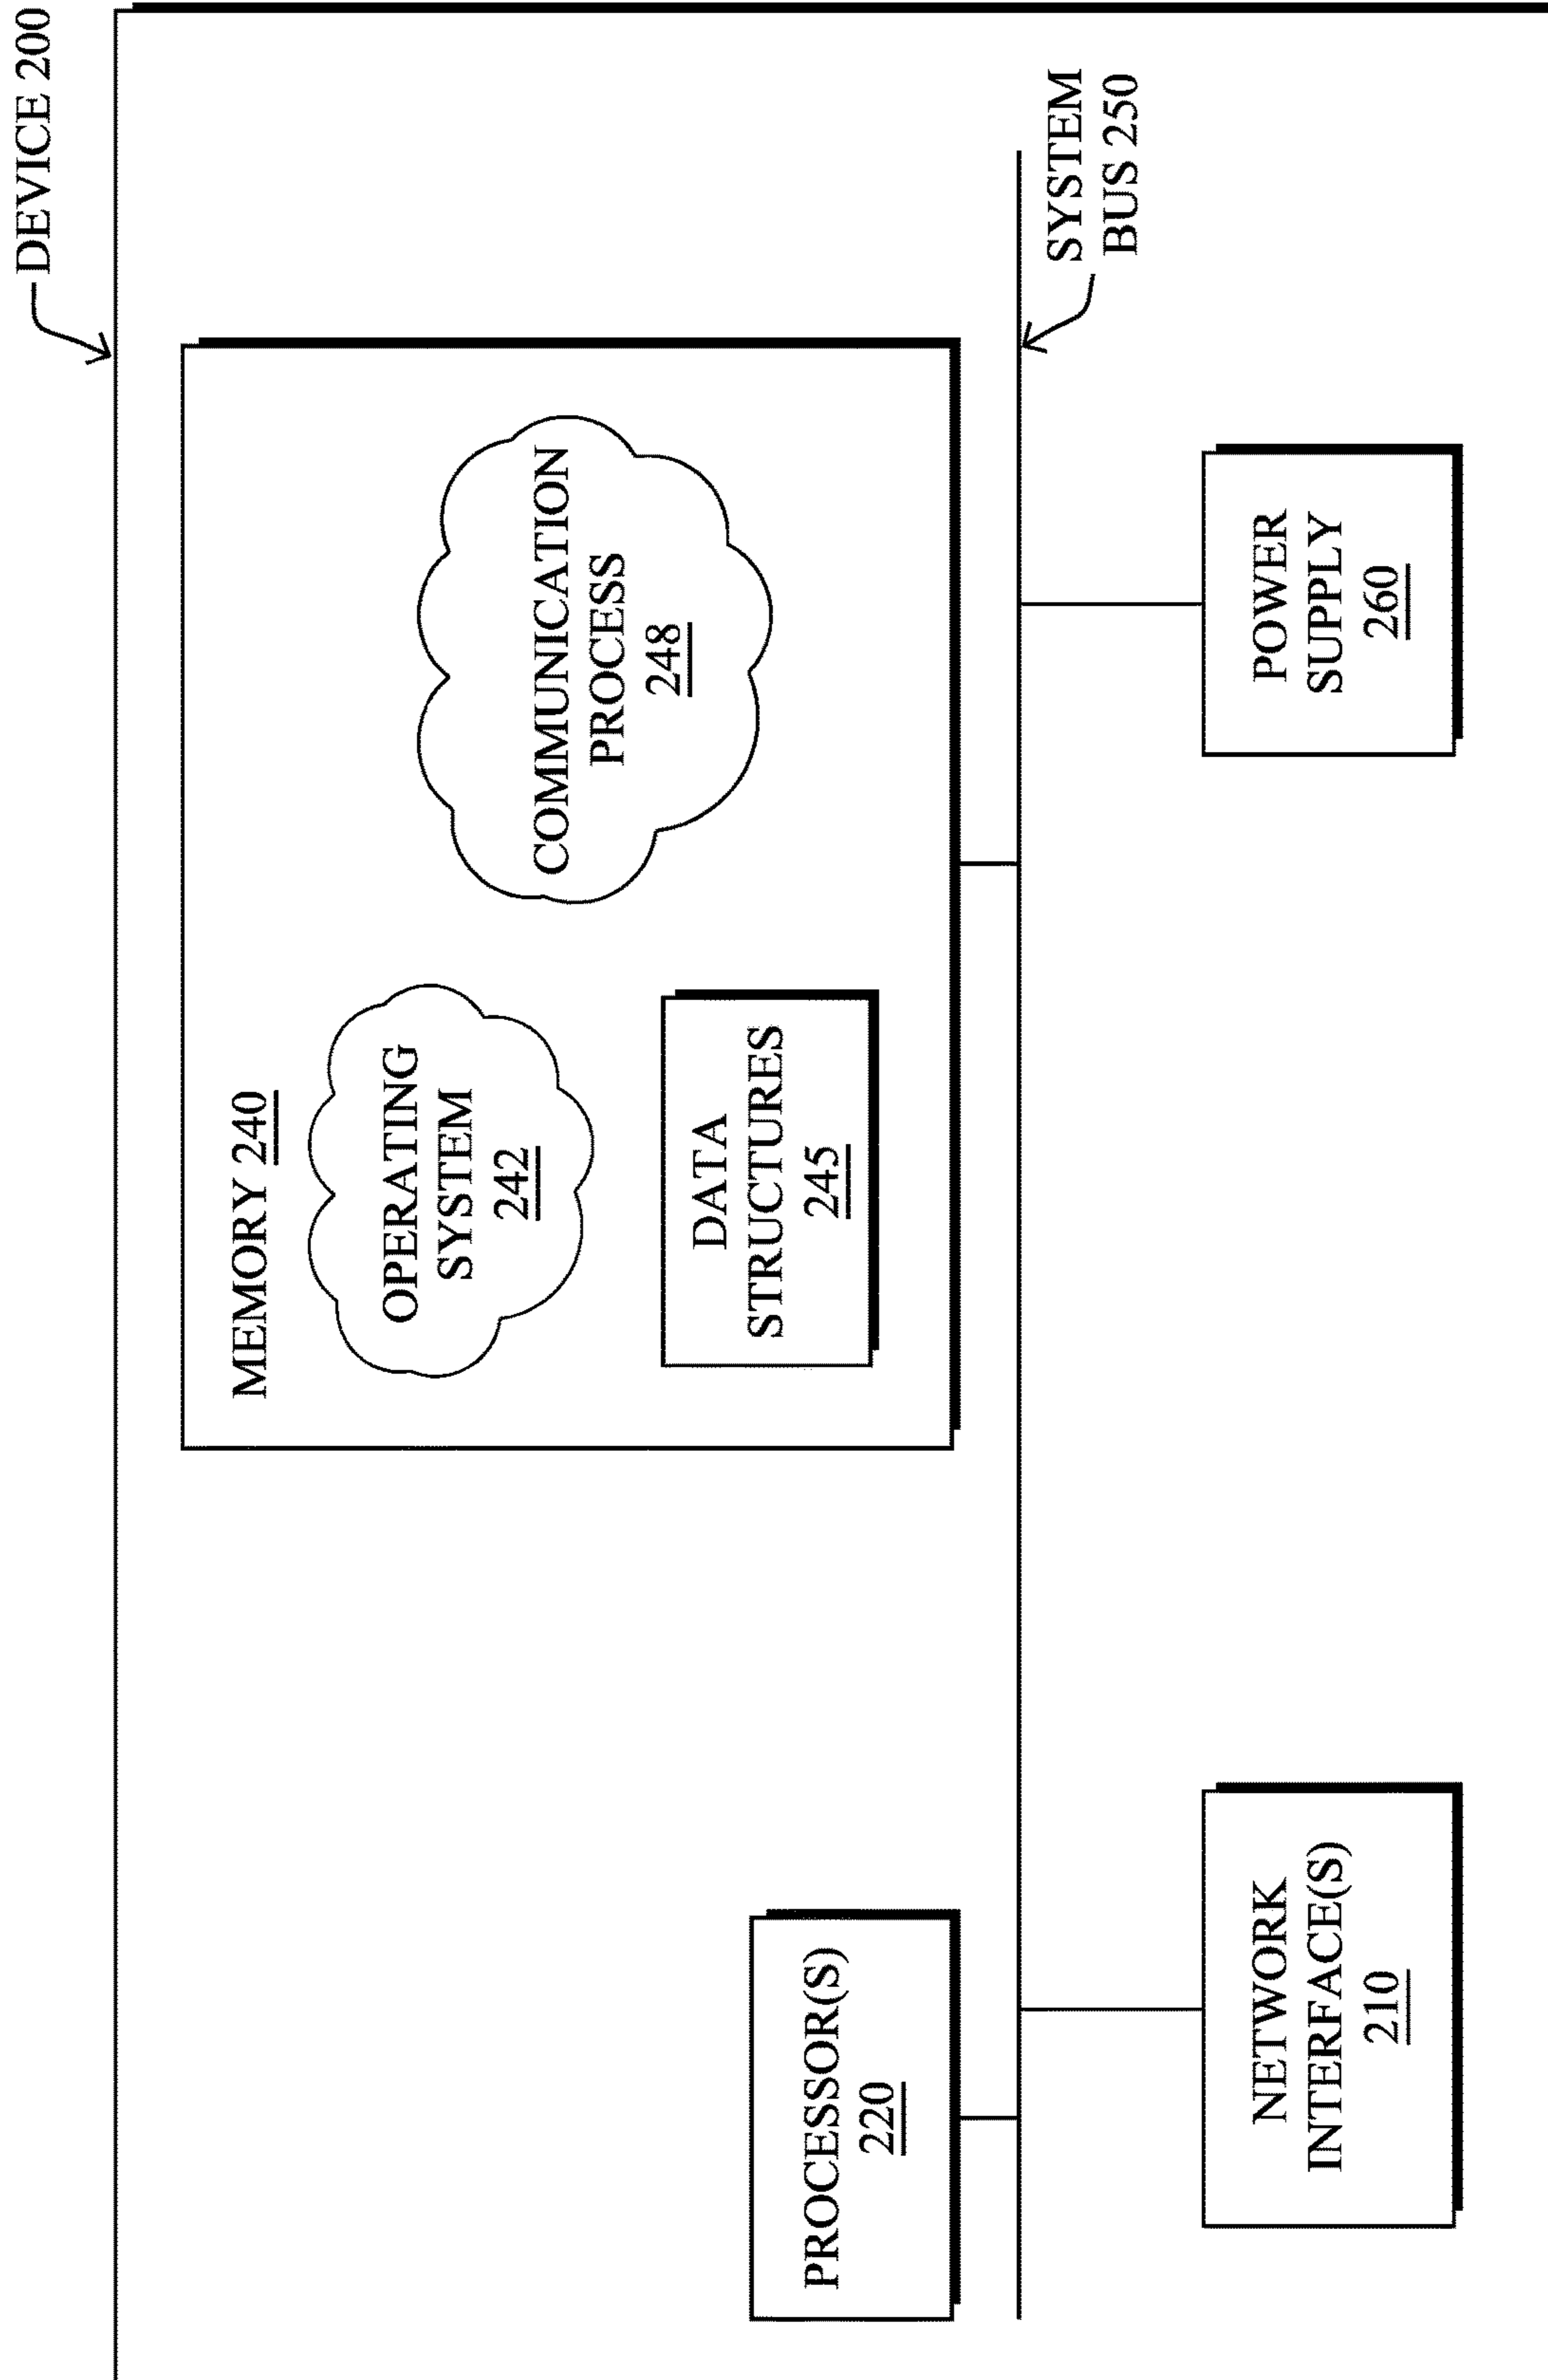 DEVICE 200
MEMORY 240
OPERATING
SYSTEM
242
DATA
STRUCTURES
245
COMMUNICATION
PROCESS
248
PROCESSOR(S)
220
SYSTEM
BUS 250
NETWORK
INTERFACE(S)
210
POWER
SUPPLY
260